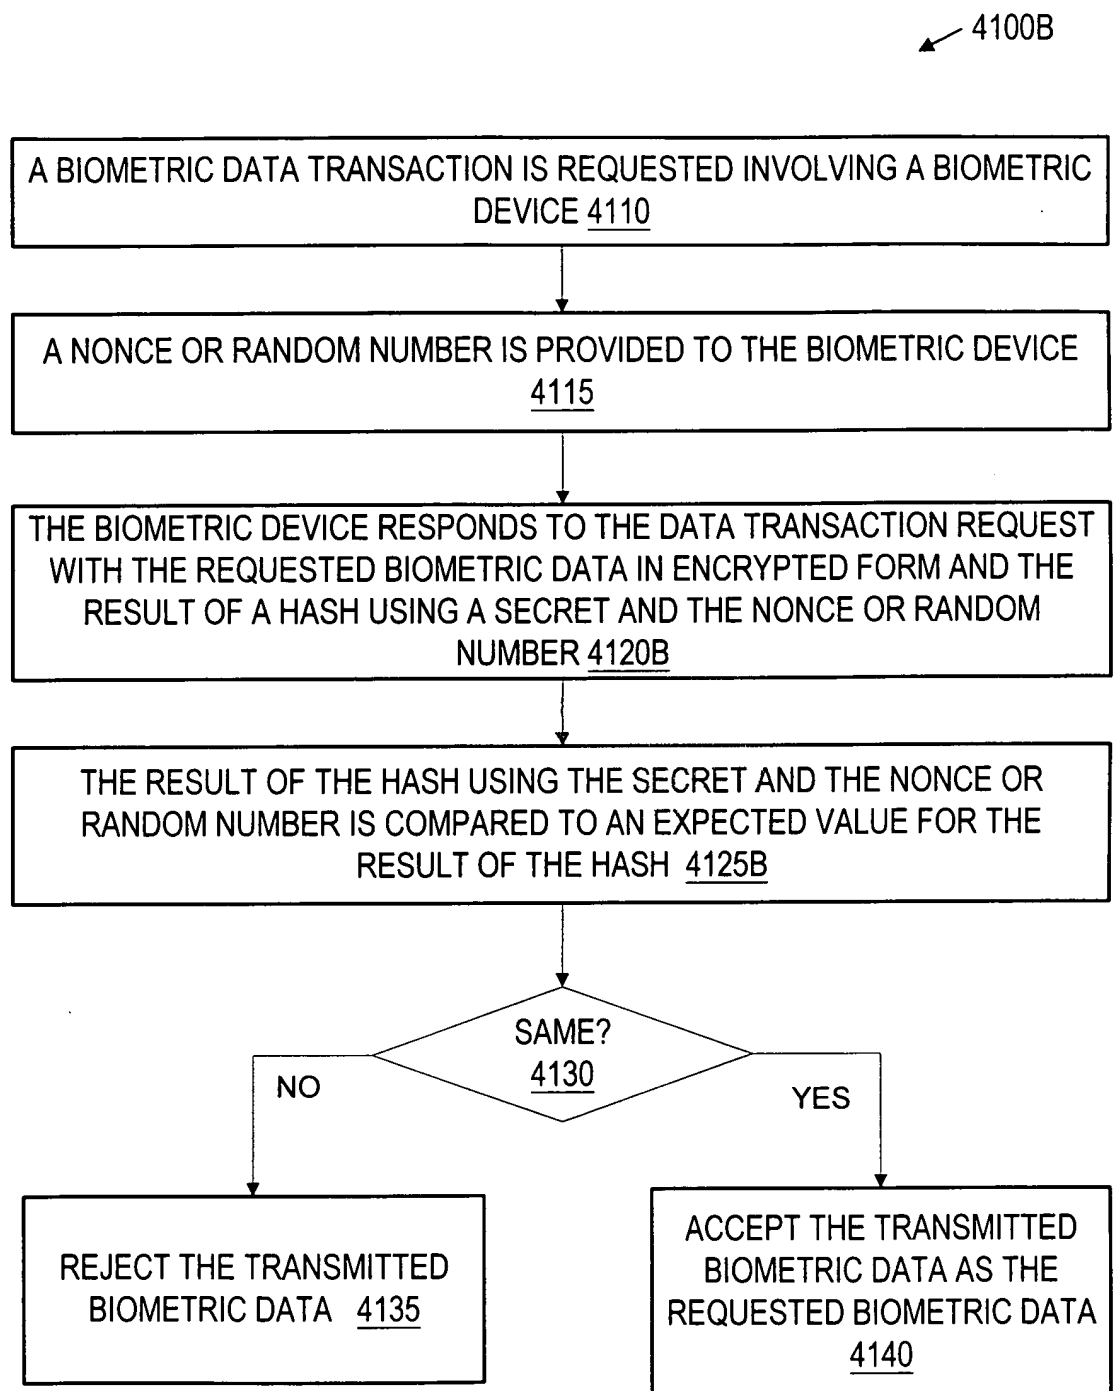 4100B
A BIOMETRIC DATA TRANSACTION IS REQUESTED INVOLVING A BIOMETRIC
DEVICE 4110
A NONCE OR RANDOM NUMBER IS PROVIDED TO THE BIOMETRIC DEVICE
4115
THE BIOMETRIC DEVICE RESPONDS TO THE DATA TRANSACTION REQUEST
WITH THE REQUESTED BIOMETRIC DATA IN ENCRYPTED FORM AND THE
RESULT OF A HASH USING A SECRET AND THE NONCE OR RANDOM
NUMBER 4120B
THE RESULT OF THE HASH USING THE SECRET AND THE NONCE OR
RANDOM NUMBER IS COMPARED TO AN EXPECTED VALUE FOR THE
RESULT OF THE HASH 4125B
SAME?
4130
NO
YES
REJECT THE TRANSMITTED
BIOMETRIC DATA 4135
ACCEPT THE TRANSMITTED
BIOMETRIC DATA AS THE
REQUESTED BIOMETRIC DATA
4140